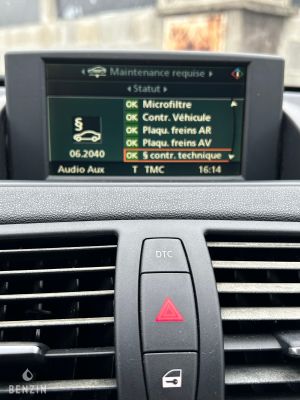 Maintenance requise
Statut
OK Microfiltre
OK Contr. Véhicule
OK Plaqu. freins AR
OK Plaqu. freins AV
§
06.2040
OK § contr. technique
Audio Aux T TMC 16:14
DTC
BENZIN